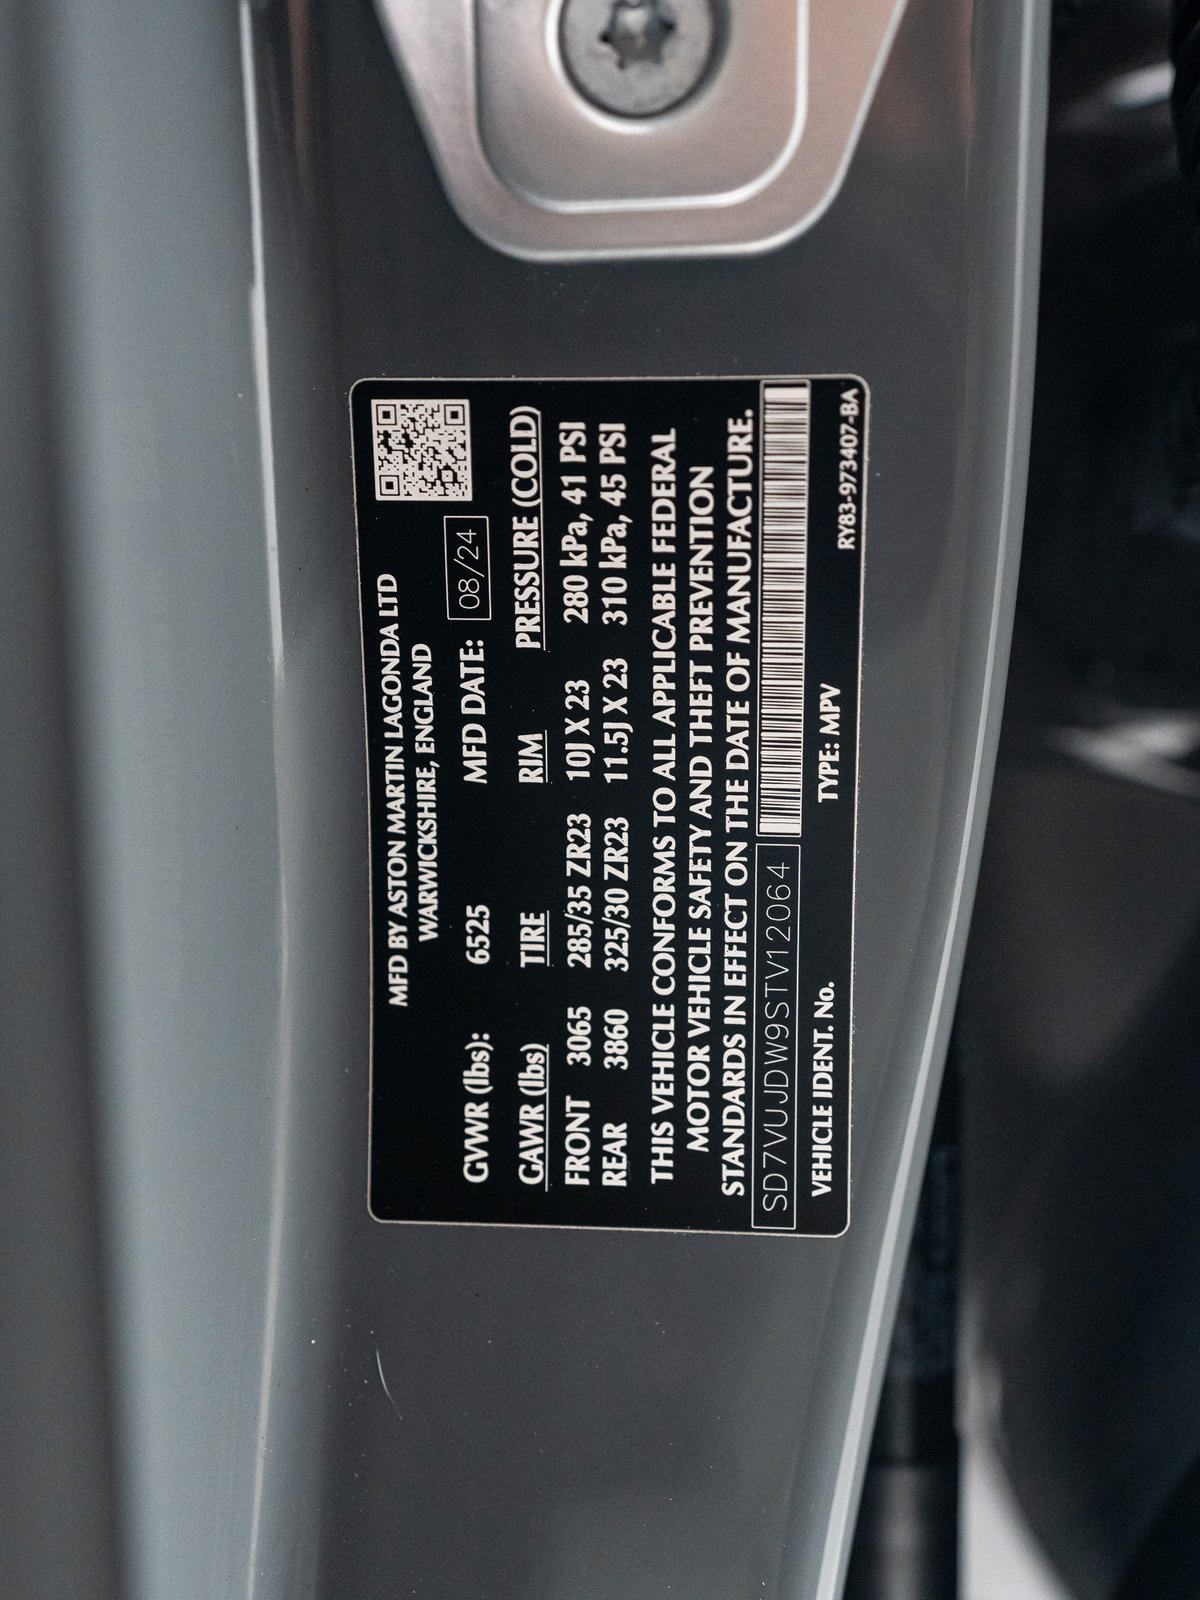 MFD BY ASTON MARTIN LAGONDA LTD
WARWICKSHIRE, ENGLAND
GVWR (lbs): 6525 MFD DATE: 08/24
GAWR (lbs) TIRE RIM PRESSURE (COLD)
FRONT 3065 285/35 ZR23 10J X 23 280 kPa, 41 PSI
REAR 3860 325/30 ZR23 11.5J X 23 310 kPa, 45 PSI
THIS VEHICLE CONFORMS TO ALL APPLICABLE FEDERAL
MOTOR VEHICLE SAFETY AND THEFT PREVENTION
STANDARDS IN EFFECT ON THE DATE OF MANUFACTURE.
SD7VUJDW9STV12064
VEHICLE IDENT. No. TYPE: MPV RY83-973407-BA